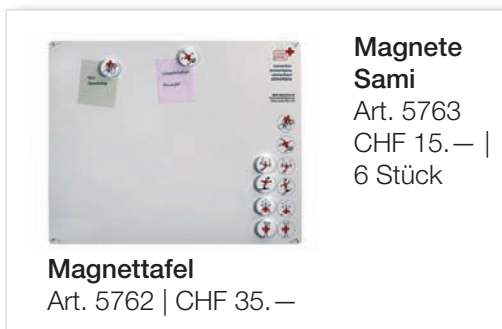 Magnete
Sami
Art. 5763
CHF 15.— |
6 Stück
Magnettafel
Art. 5762 | CHF 35.—